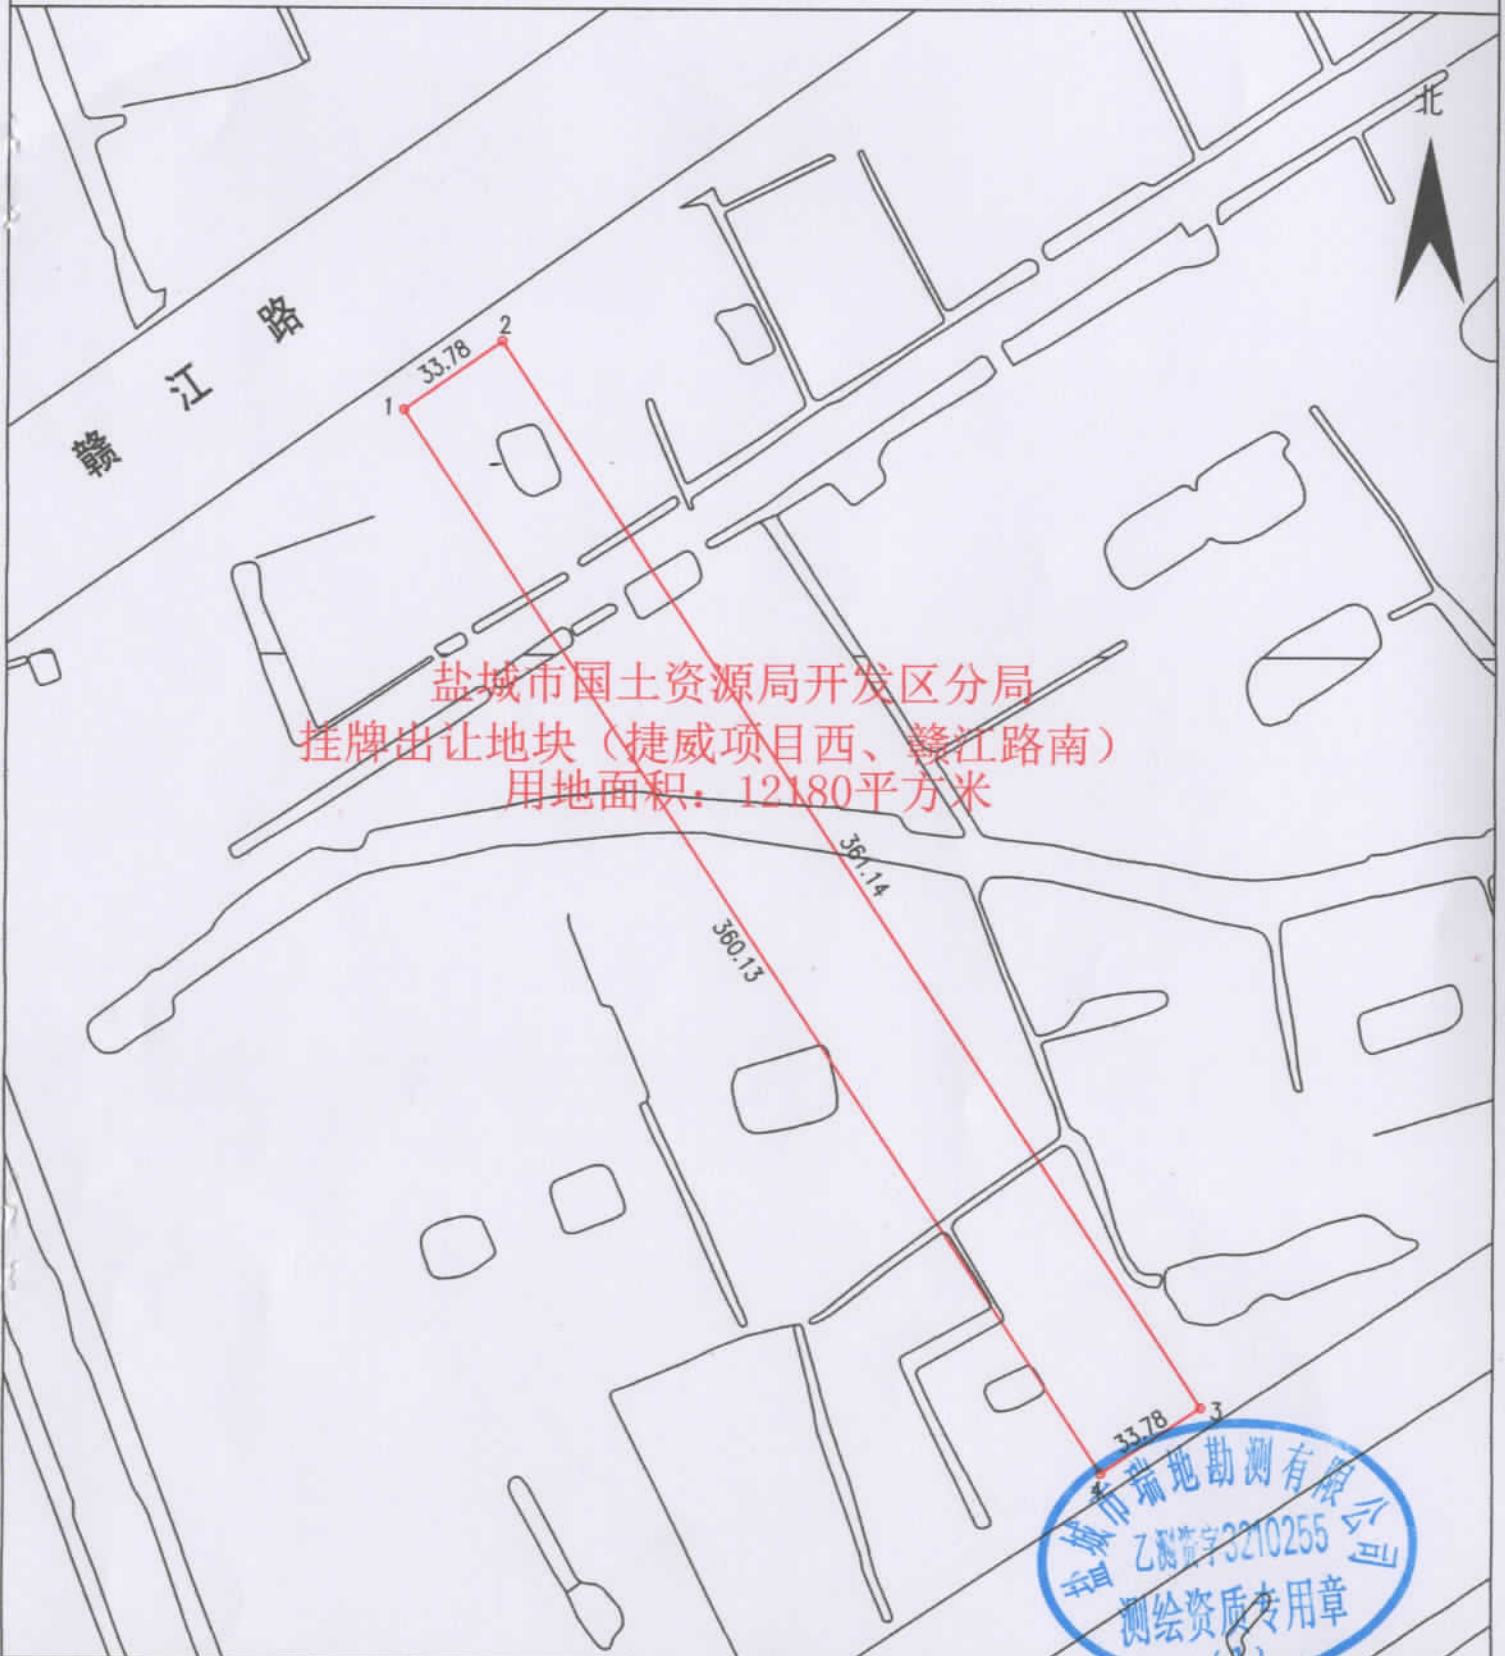 北
赣江路
2
33.78
1
盐城市国土资源局开发区分局
挂牌出让地块（捷威项目西、赣江路南）
用地面积：12180平方米
361.14
360.13
3
33.78
4
盐城市瑞地勘测有限公司
乙测资字3210255
测绘资质专用章